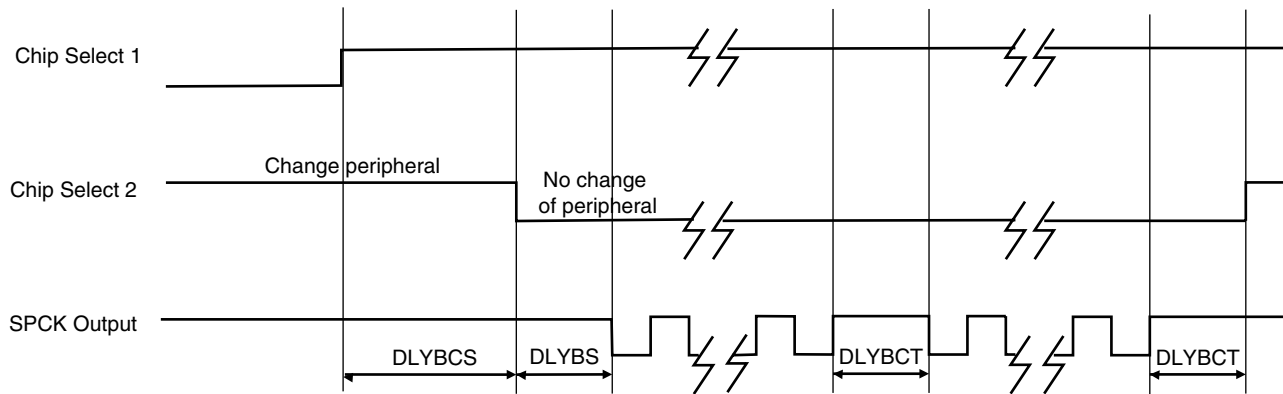 Chip Select 1
Change peripheral
Chip Select 2
No change
of peripheral
SPCK Output
DLYBCS
DLYBS
DLYBCT
DLYBCT